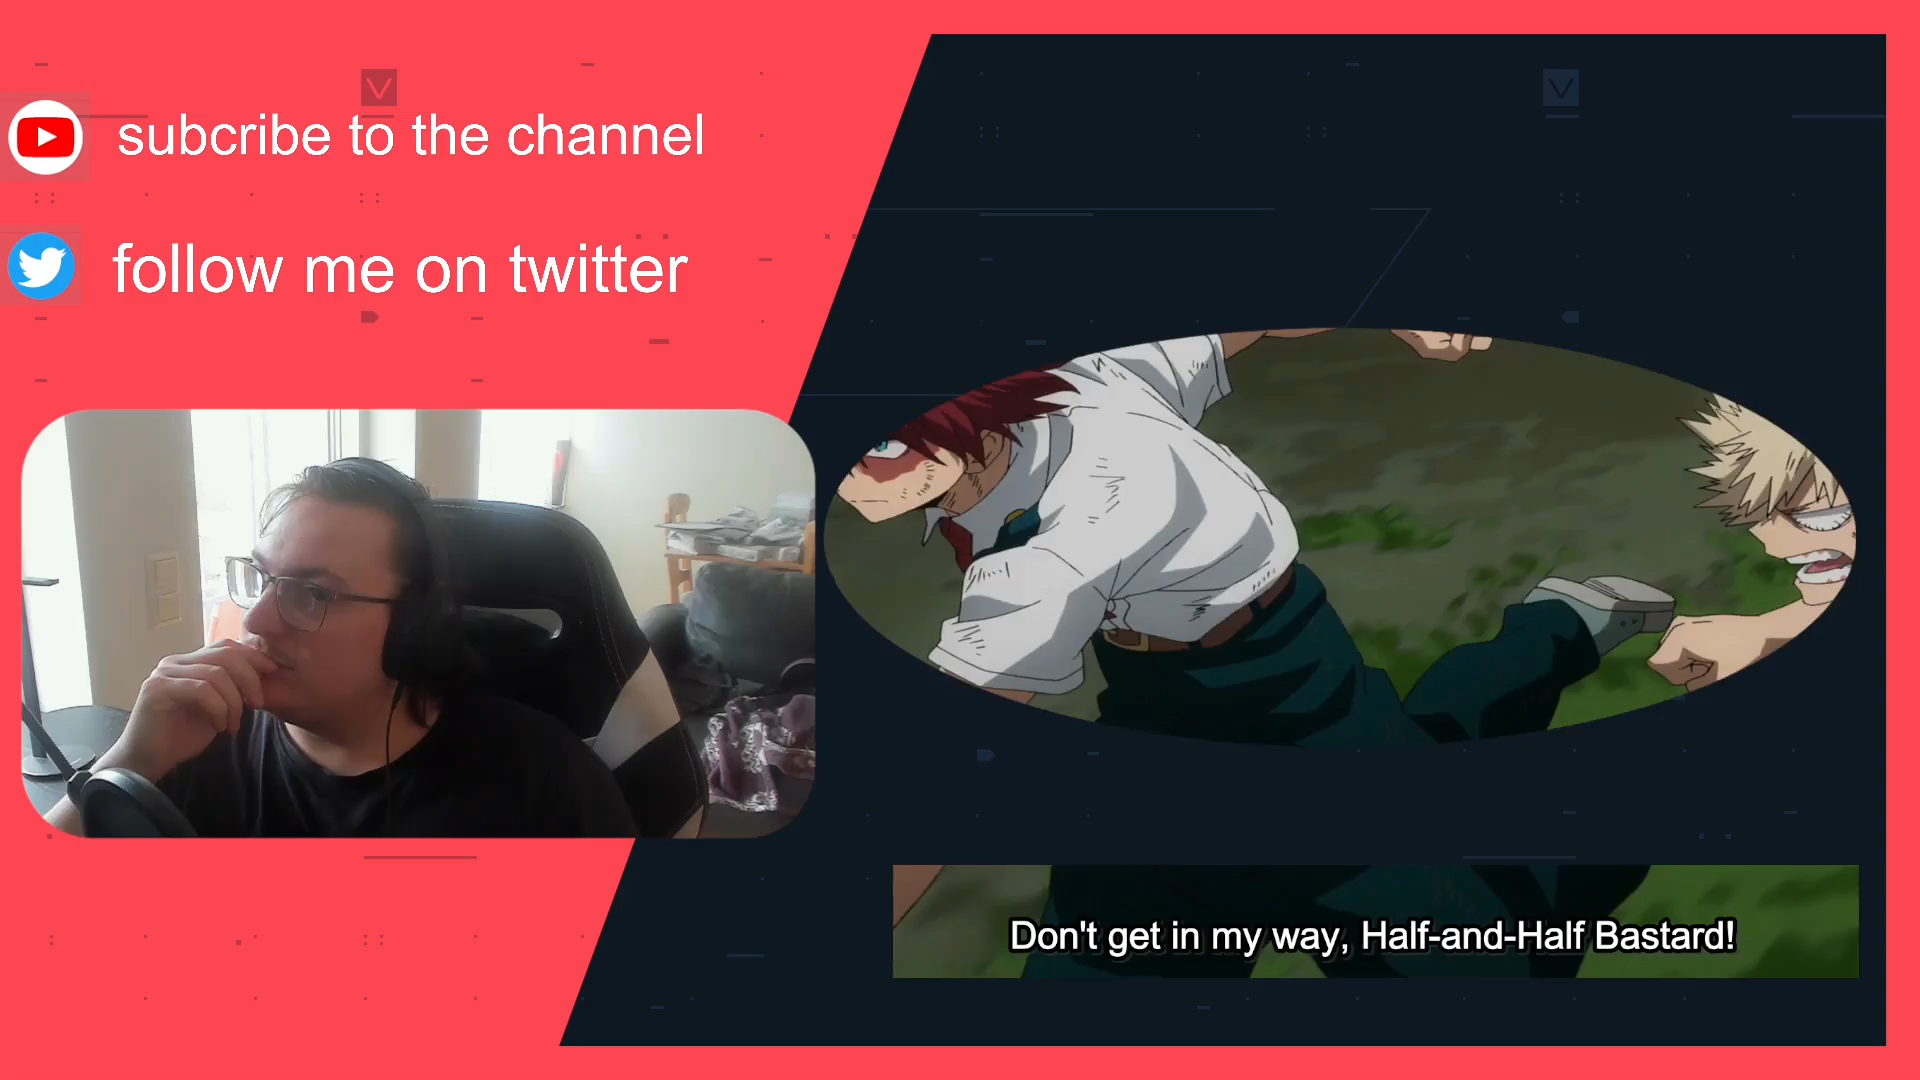 subcribe to the channel
follow me on twitter
Don't get in my way, Half-and-Half Bastard!